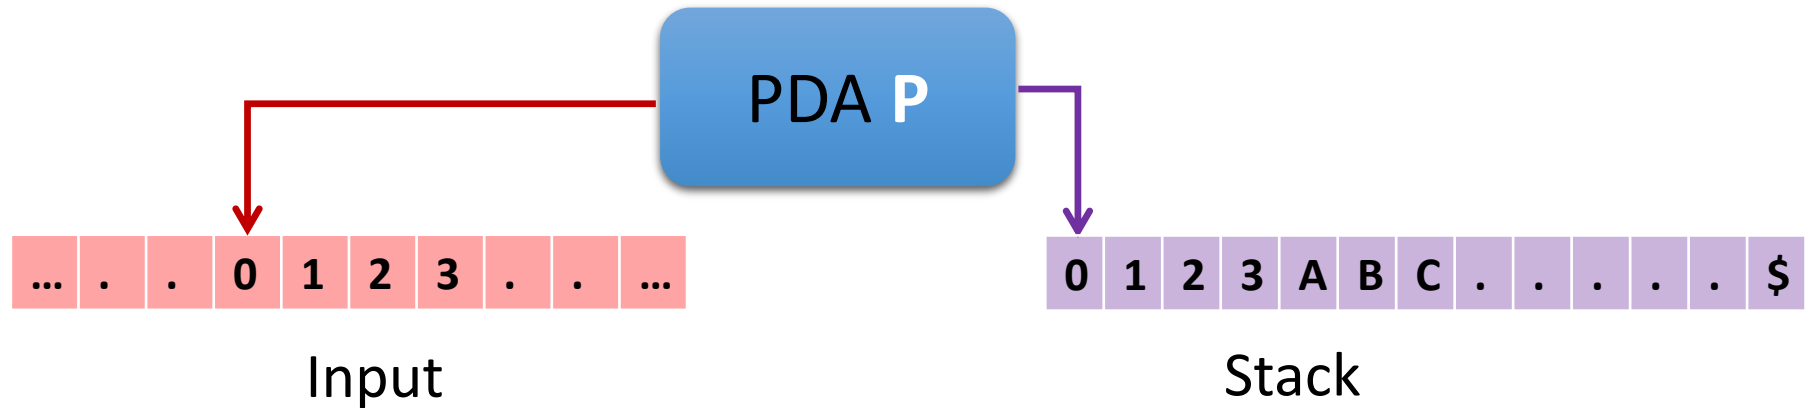 PDA P
... . . 0 1 2 3 . . ...
0 1 2 3 A B C . . . . . $
Input
Stack